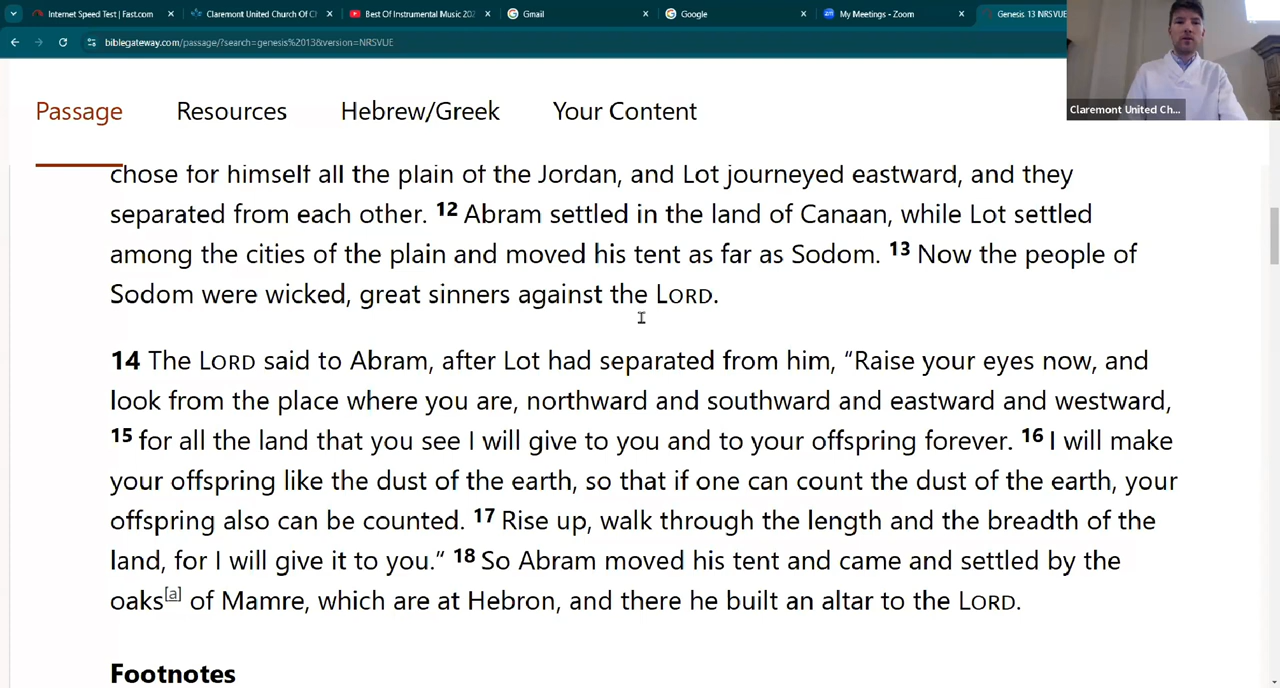 Internet Speed Test | Fast.com
Claremont United Church Of Ch
Best Of Instrumental Music 202
Gmail
Google
My Meetings - Zoom
Genesis 13 NRSVUE
biblegateway.com/passage/?search=genesis%2013&version=NRSVUE
Claremont United Ch...
Passage
Resources
Hebrew/Greek
Your Content
chose for himself all the plain of the Jordan, and Lot journeyed eastward, and they
separated from each other. 12 Abram settled in the land of Canaan, while Lot settled
among the cities of the plain and moved his tent as far as Sodom. 13 Now the people of
Sodom were wicked, great sinners against the LORD.
14 The LORD said to Abram, after Lot had separated from him, “Raise your eyes now, and
look from the place where you are, northward and southward and eastward and westward,
15 for all the land that you see I will give to you and to your offspring forever. 16 I will make
your offspring like the dust of the earth, so that if one can count the dust of the earth, your
offspring also can be counted. 17 Rise up, walk through the length and the breadth of the
land, for I will give it to you.” 18 So Abram moved his tent and came and settled by the
oaks[a] of Mamre, which are at Hebron, and there he built an altar to the LORD.
Footnotes